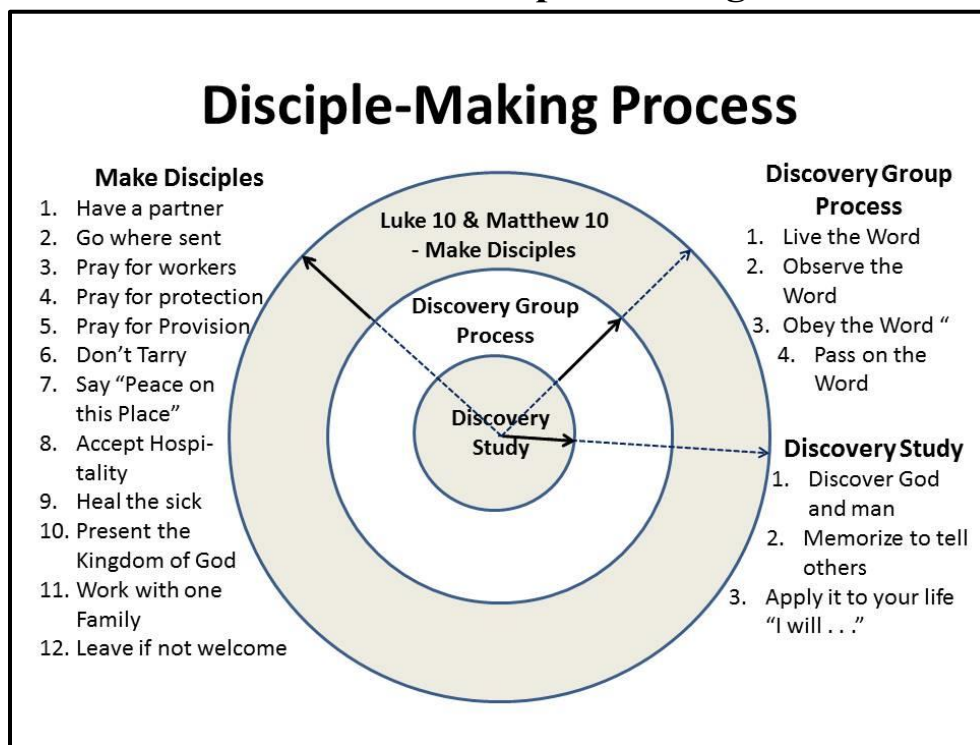 Disciple-Making Process
Make Disciples
1. Have a partner
2. Go where sent
3. Pray for workers
4. Pray for protection
5. Pray for Provision
6. Don't Tarry
7. Say “Peace on
this Place”
8. Accept Hospi-
tality
9. Heal the sick
10. Present the
Kingdom of God
11. Work with one
Family
12. Leave if not welcome
Luke 10 & Matthew 10
- Make Disciples
Discovery Group
Process
Discovery
Study
Discovery Group
Process
1. Live the Word
2. Observe the
Word
3. Obey the Word “
4. Pass on the
Word
Discovery Study
1. Discover God
and man
2. Memorize to tell
others
3. Apply it to your life
“I will . . .”